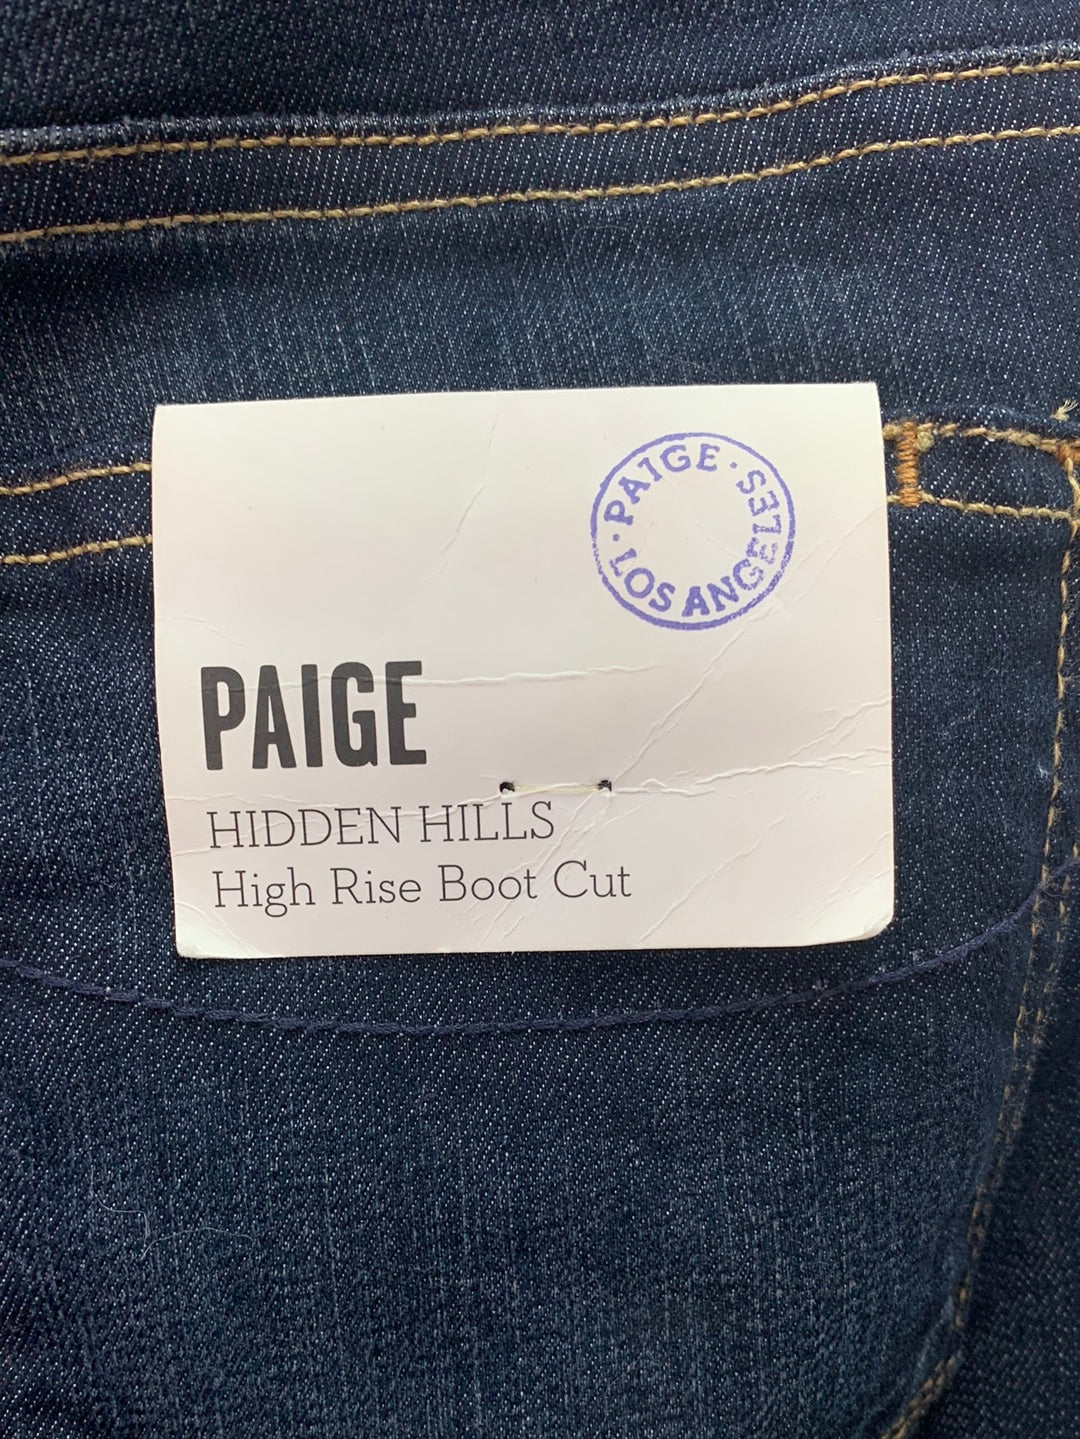 PAIGE · LOS ANGELES ·
PAIGE
HIDDEN HILLS
High Rise Boot Cut